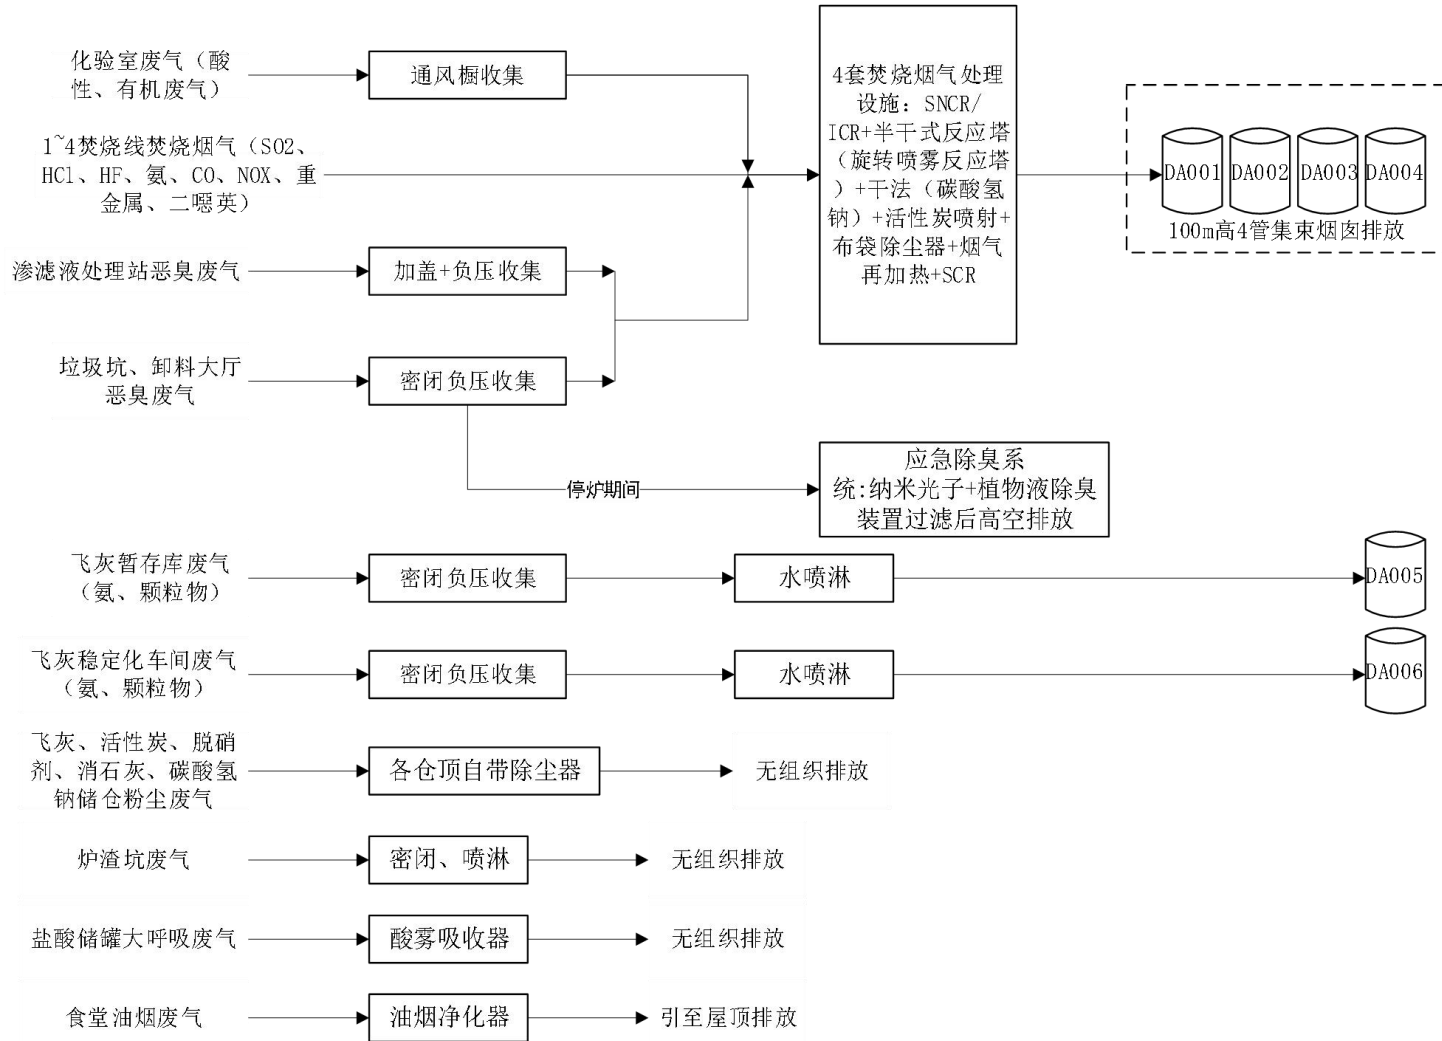 化验室废气（酸
性、有机废气）
通风橱收集
1~4焚烧线焚烧烟气（SO2、
HCl、HF、氨、CO、NOX、重
金属、二噁英）
渗滤液处理站恶臭废气
加盖+负压收集
垃圾坑、卸料大厅
恶臭废气
密闭负压收集
4套焚烧烟气处理
设施：SNCR/
ICR+半干式反应塔
（旋转喷雾反应塔
）+干法（碳酸氢
钠）+活性炭喷射+
布袋除尘器+烟气
再加热+SCR
DA001
DA002
DA003
DA004
100m高4管集束烟囱排放
停炉期间
应急除臭系
统:纳米光子+植物液除臭
装置过滤后高空排放
飞灰暂存库废气
（氨、颗粒物）
密闭负压收集
水喷淋
DA005
飞灰稳定化车间废气
（氨、颗粒物）
密闭负压收集
水喷淋
DA006
飞灰、活性炭、脱硝
剂、消石灰、碳酸氢
钠储仓粉尘废气
各仓顶自带除尘器
无组织排放
炉渣坑废气
密闭、喷淋
无组织排放
盐酸储罐大呼吸废气
酸雾吸收器
无组织排放
食堂油烟废气
油烟净化器
引至屋顶排放